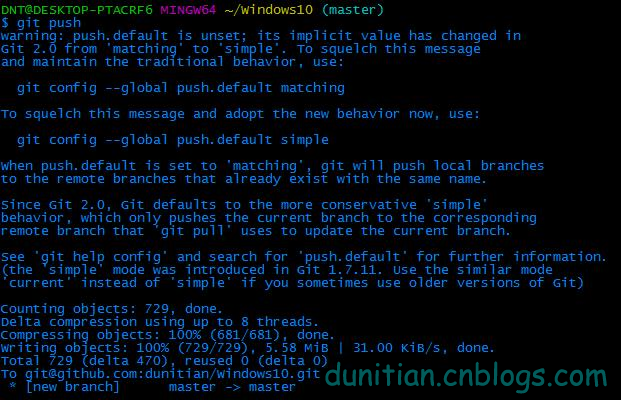 DNT@DESKTOP-PTACRF6 MINGW64 ~/Windows10 (master)
$ git push
warning: push.default is unset; its implicit value has changed in
Git 2.0 from 'matching' to 'simple'. To squelch this message
and maintain the traditional behavior, use:
git config --global push.default matching
To squelch this message and adopt the new behavior now, use:
git config --global push.default simple
When push.default is set to 'matching', git will push local branches
to the remote branches that already exist with the same name.
Since Git 2.0, Git defaults to the more conservative 'simple'
behavior, which only pushes the current branch to the corresponding
remote branch that 'git pull' uses to update the current branch.
See 'git help config' and search for 'push.default' for further information.
(the 'simple' mode was introduced in Git 1.7.11. Use the similar mode
'current' instead of 'simple' if you sometimes use older versions of Git)
Counting objects: 729, done.
Delta compression using up to 8 threads.
Compressing objects: 100% (681/681), done.
Writing objects: 100% (729/729), 5.58 MiB | 31.00 KiB/s, done.
Total 729 (delta 470), reused 0 (delta 0)
To git@github.com:dunitian/Windows10.git
* [new branch] master -> master
dunitian.cnblogs.com